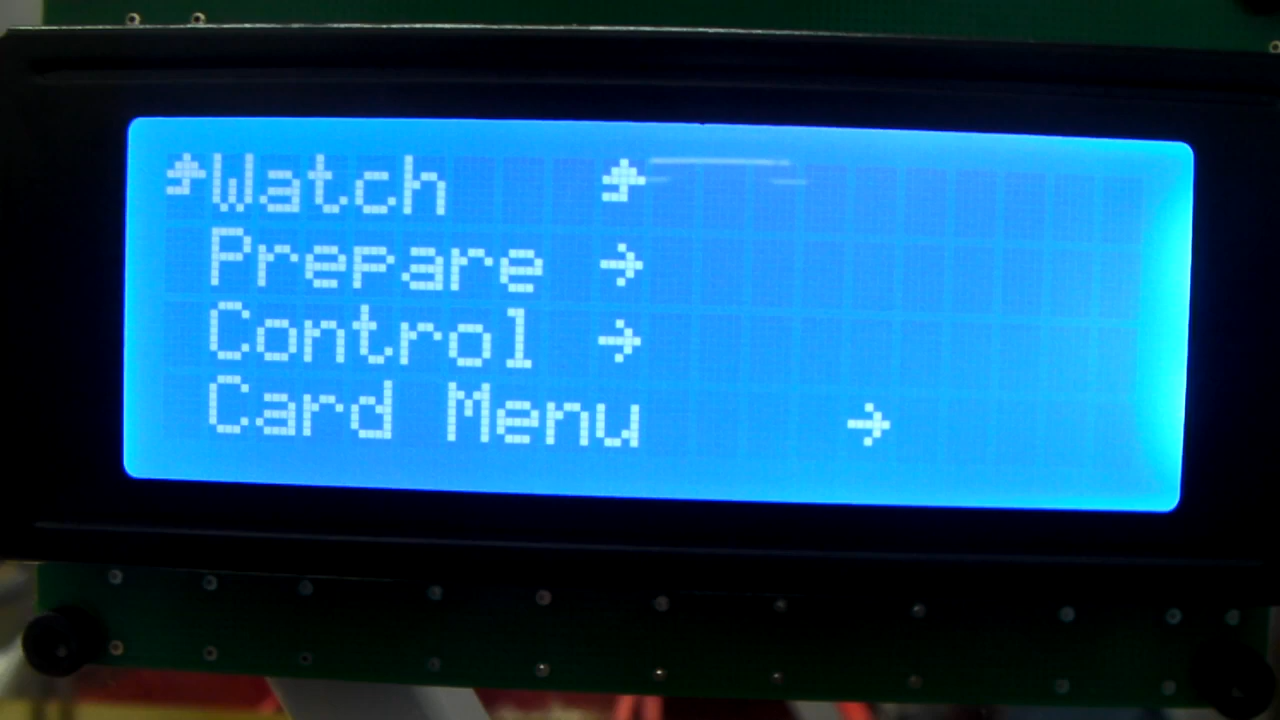 Watch
Prepare →
Control →
Card Menu →